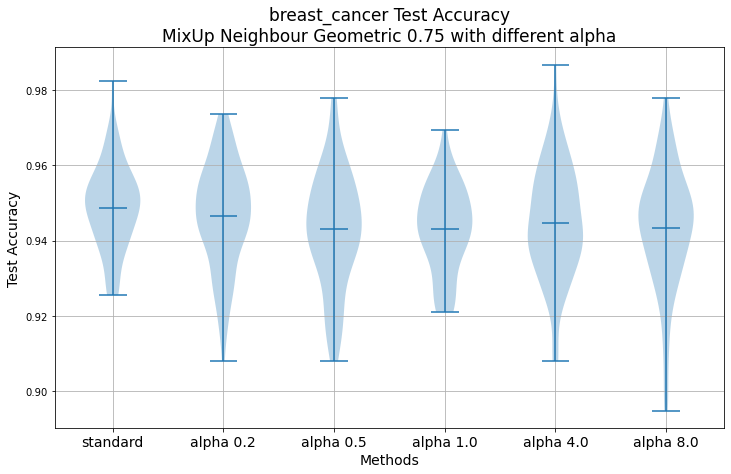 breast_cancer Test Accuracy
MixUp Neighbour Geometric 0.75 with different alpha
Test Accuracy
0.98
0.96
0.94
0.92
0.90
standard
alpha 0.2
alpha 0.5
alpha 1.0
alpha 4.0
alpha 8.0
Methods